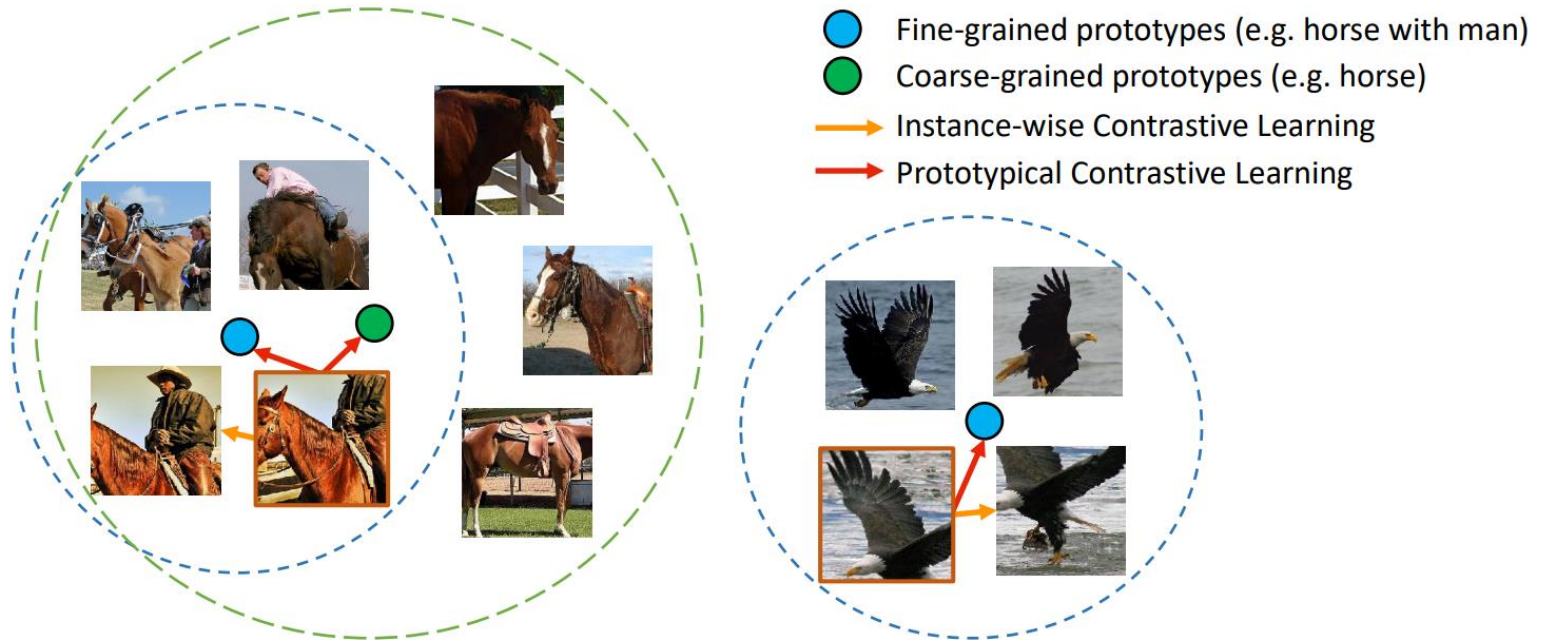 Fine-grained prototypes (e.g. horse with man)
Coarse-grained prototypes (e.g. horse)
Instance-wise Contrastive Learning
Prototypical Contrastive Learning